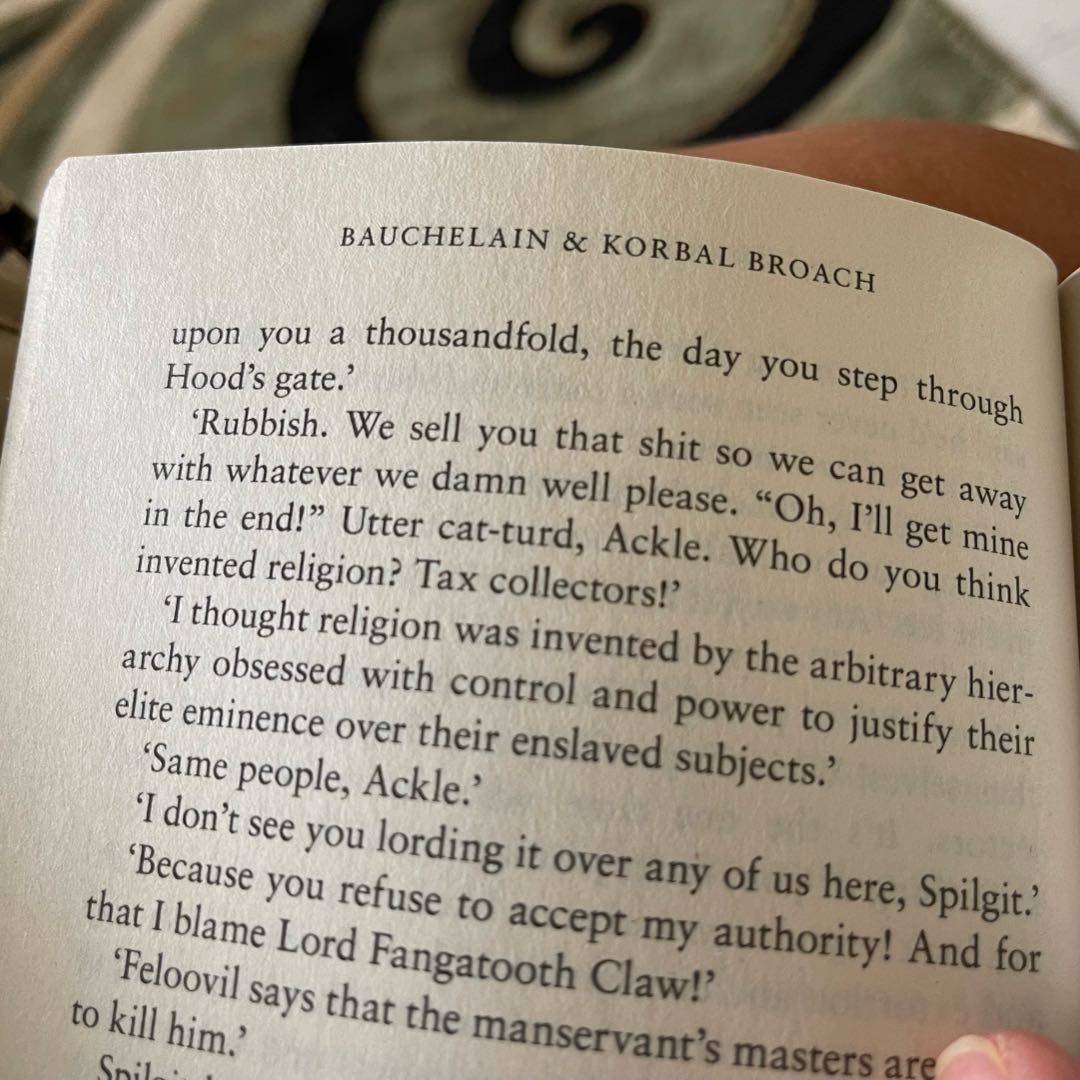 BAUCHELAIN & KORBAL BROACH
upon you a thousandfold, the day you step through
Hood's gate.'
'Rubbish. We sell you that shit so we can get away
with whatever we damn well please. “Oh, I'll get mine
in the end!” Utter cat-turd, Ackle. Who do you think
invented religion? Tax collectors!'
'I thought religion was invented by the arbitrary hier-
archy obsessed with control and power to justify their
elite eminence over their enslaved subjects.'
'Same people, Ackle.'
'I don't see you lording it over any of us here, Spilgit.'
'Because you refuse to accept my authority! And for
that I blame Lord Fangatooth Claw!'
'Feloovil says that the manservant's masters are
to kill him.'